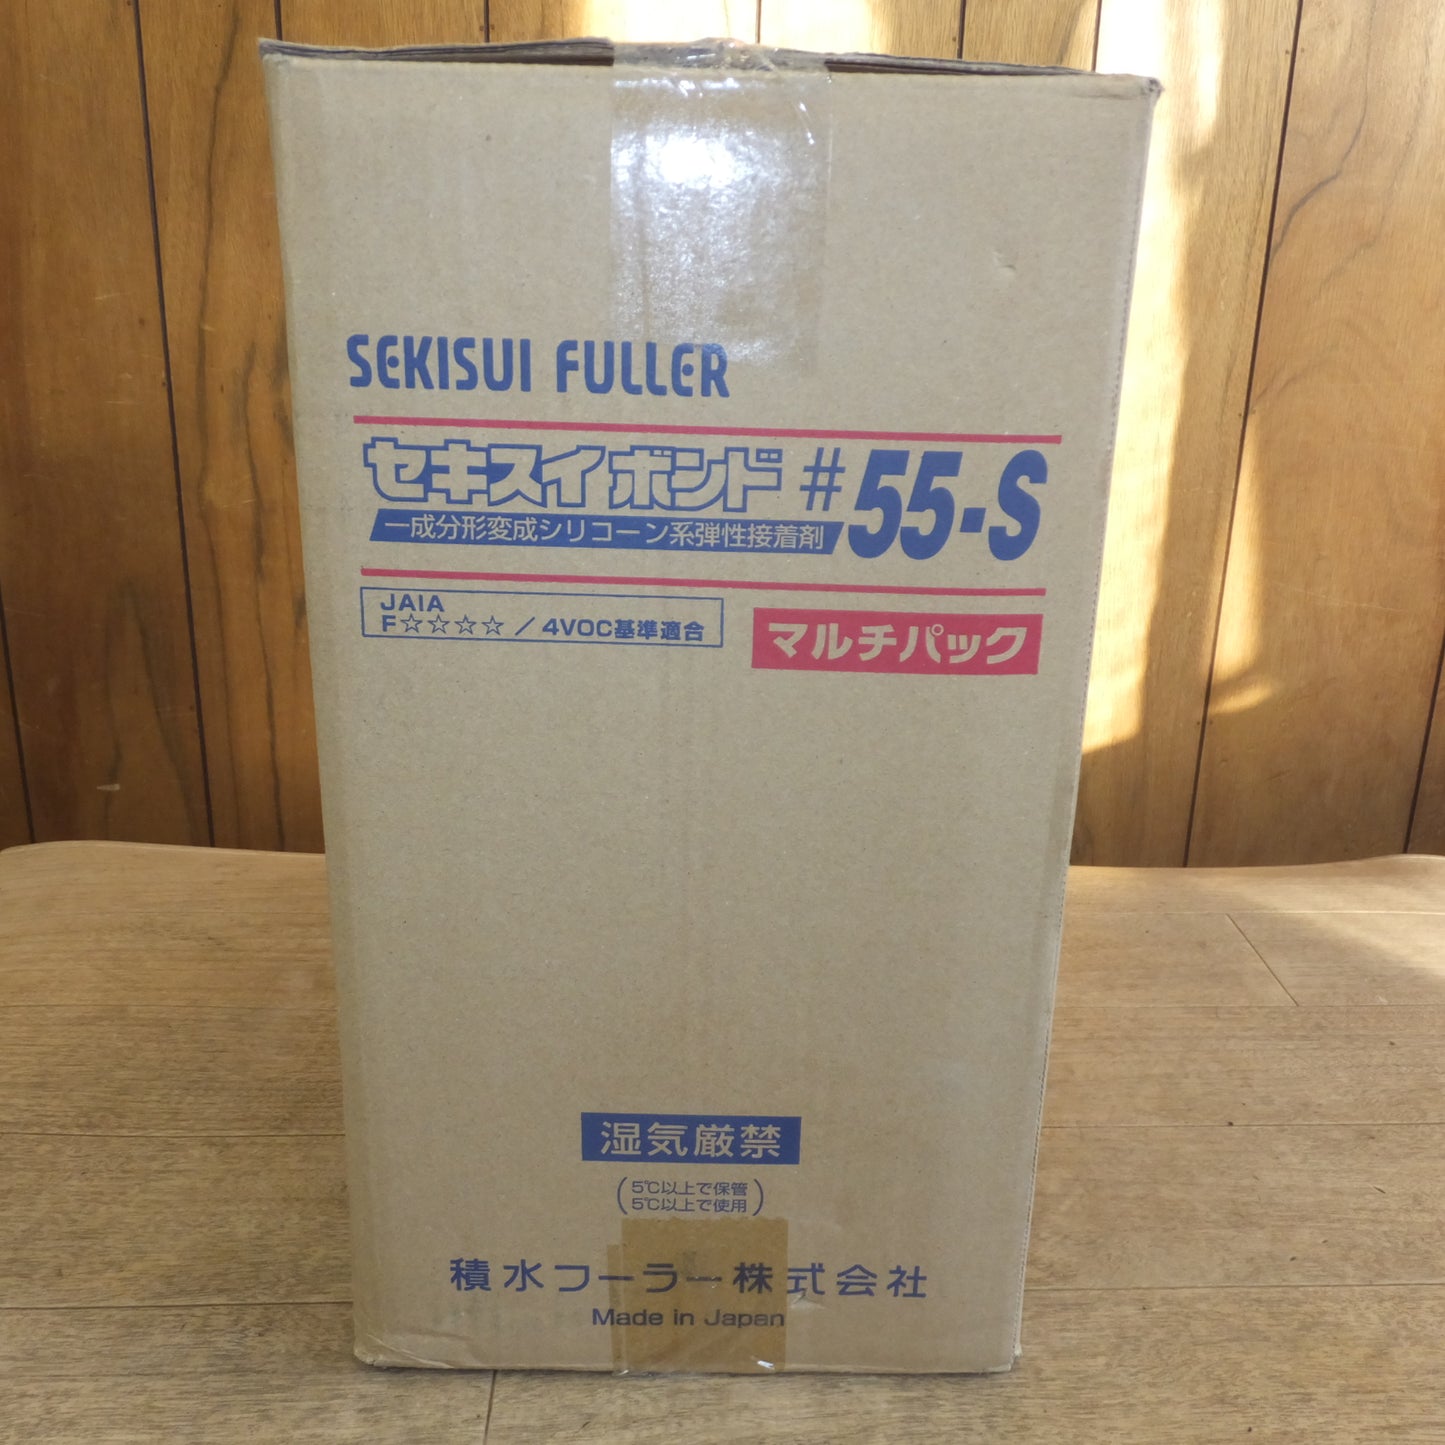 SEKISUI FULLER
セキスイボンド #55-S
一成分形変成シリコーン系弾性接着剤
JAIA
F☆☆☆☆ / 4VOC基準適合
マルチパック
湿気厳禁
(5℃以上で保管
5℃以上で使用)
積水フーラー株式会社
Made in Japan